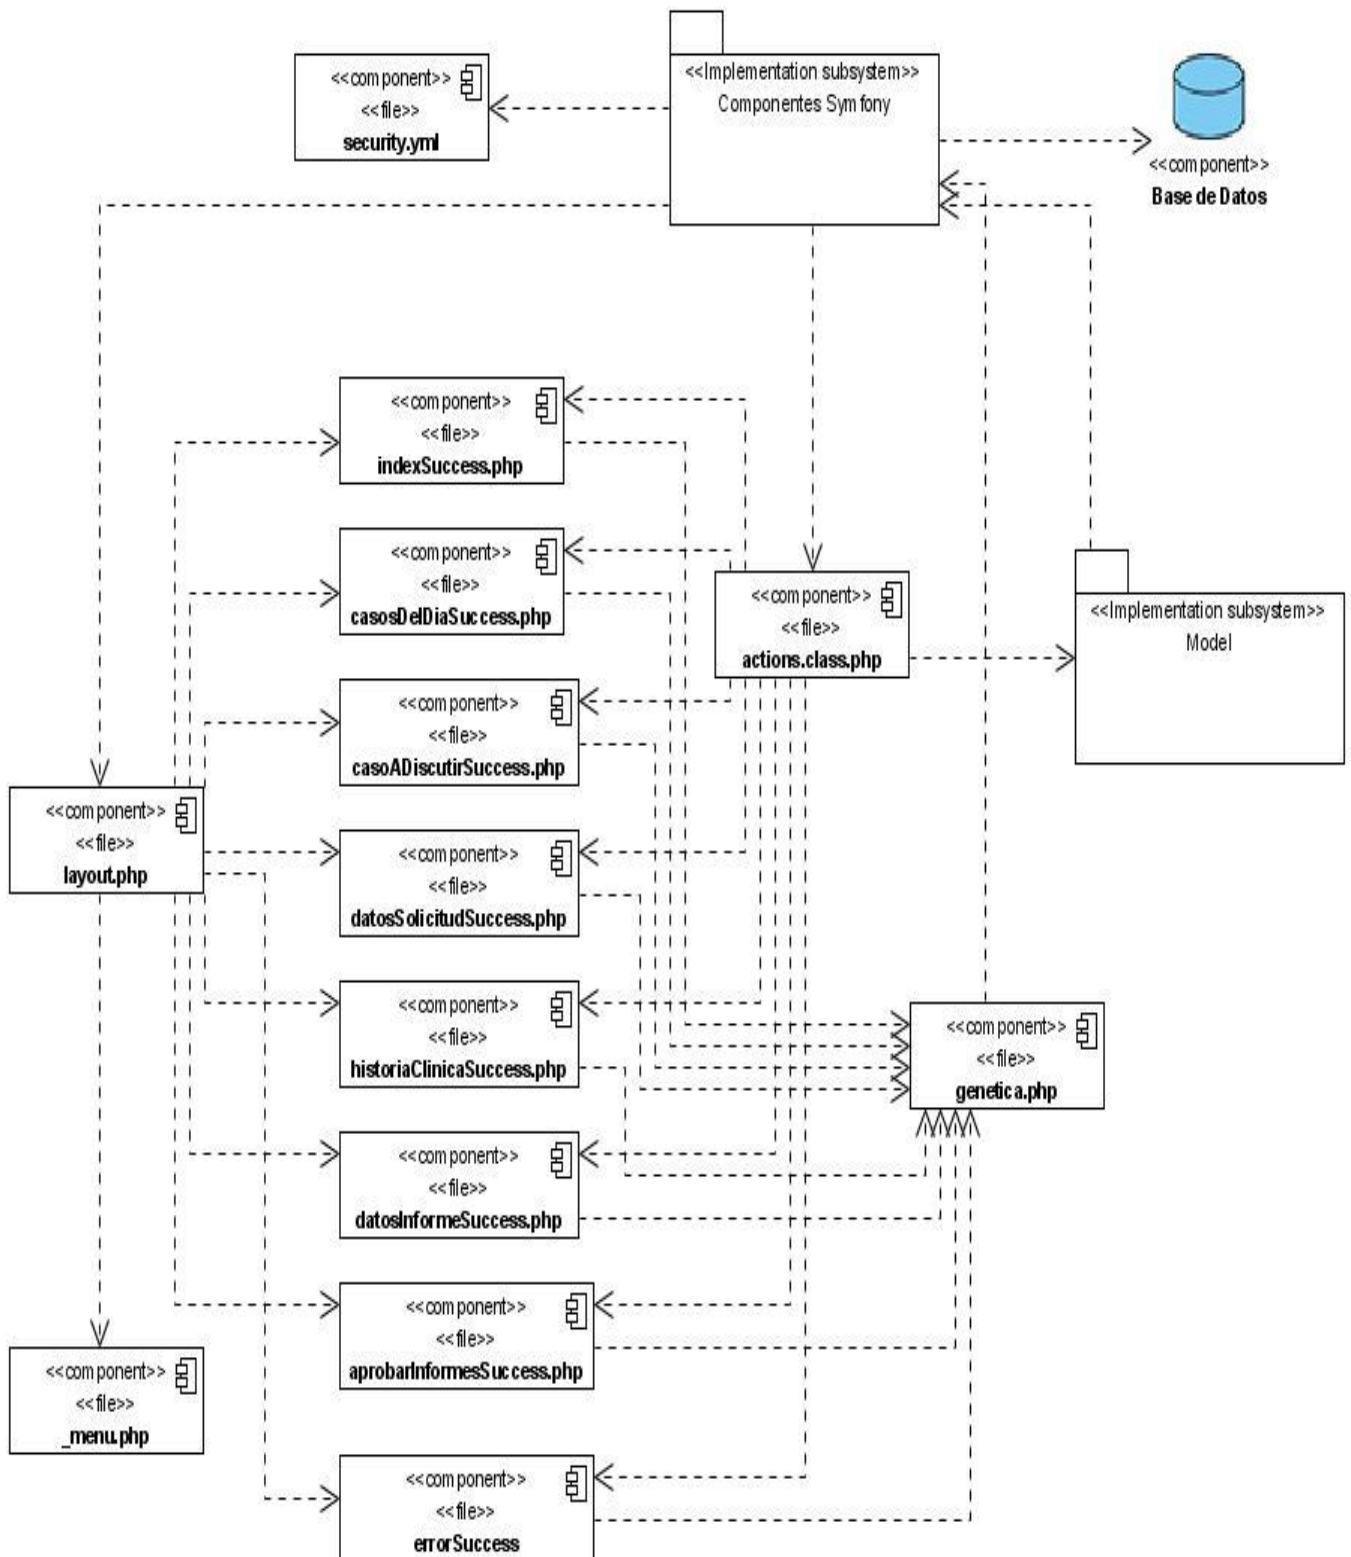 <<Implementation subsystem>>
Componentes Symfony
<<component>>
<<file>>
security.yml
<<component>>
Base de Datos
<<component>>
<<file>>
indexSuccess.php
<<component>>
<<file>>
casosDelDiaSuccess.php
<<component>>
<<file>>
actions.class.php
<<Implementation subsystem>>
Model
<<component>>
<<file>>
casoADiscutirSuccess.php
<<component>>
<<file>>
layout.php
<<component>>
<<file>>
datosSolicitudSuccess.php
<<component>>
<<file>>
historiaClinicaSuccess.php
<<component>>
<<file>>
genetica.php
<<component>>
<<file>>
datosInformeSuccess.php
<<component>>
<<file>>
aprobarInformesSuccess.php
<<component>>
<<file>>
_menu.php
<<component>>
<<file>>
errorSuccess